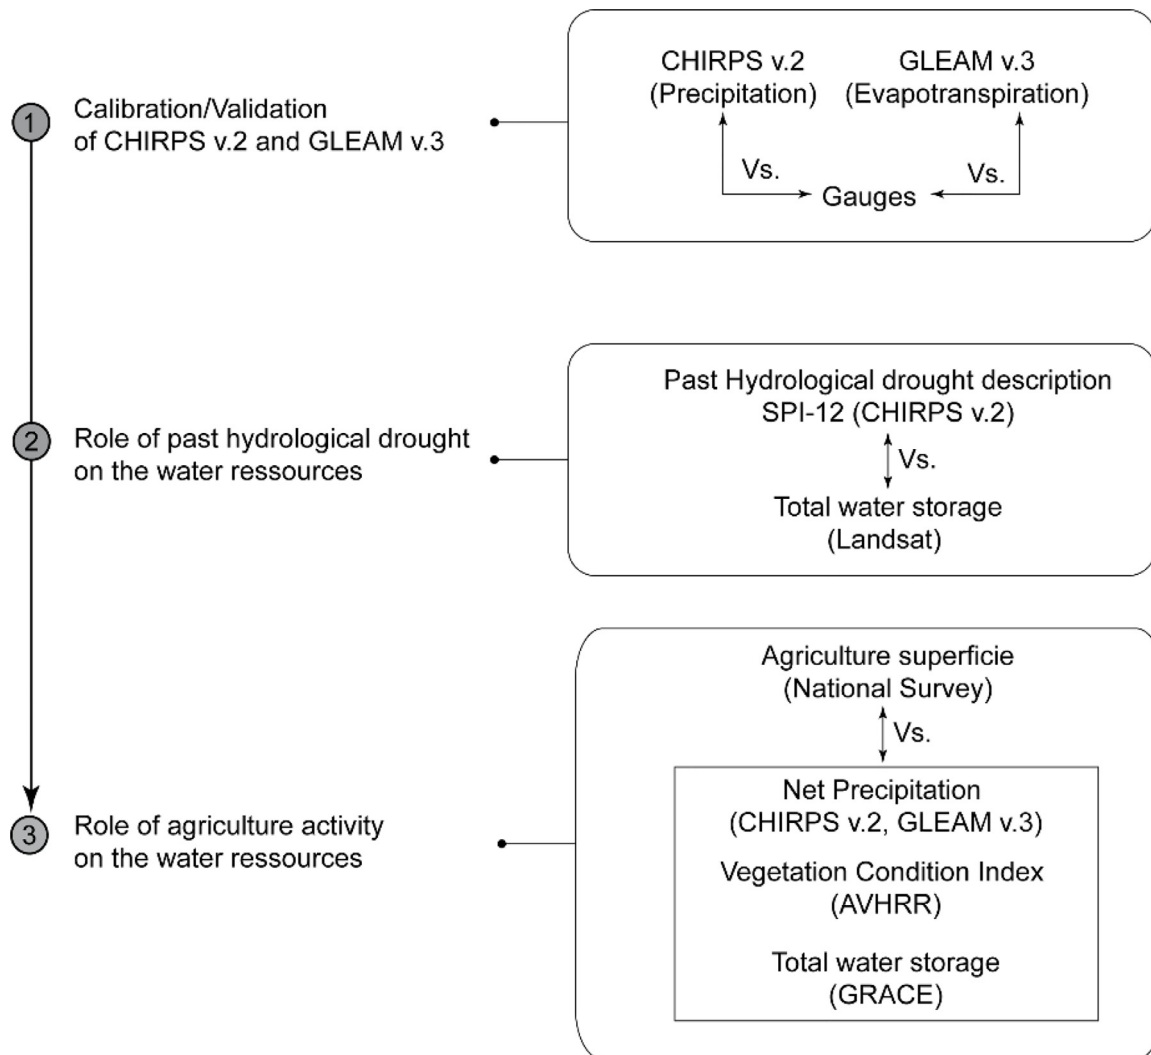 1
Calibration/Validation
of CHIRPS v.2 and GLEAM v.3
CHIRPS v.2
(Precipitation)
GLEAM v.3
(Evapotranspiration)
Vs.
Vs.
Gauges
2
Role of past hydrological drought
on the water ressources
Past Hydrological drought description
SPI-12 (CHIRPS v.2)
Vs.
Total water storage
(Landsat)
3
Role of agriculture activity
on the water ressources
Agriculture superficie
(National Survey)
Vs.
Net Precipitation
(CHIRPS v.2, GLEAM v.3)
Vegetation Condition Index
(AVHRR)
Total water storage
(GRACE)